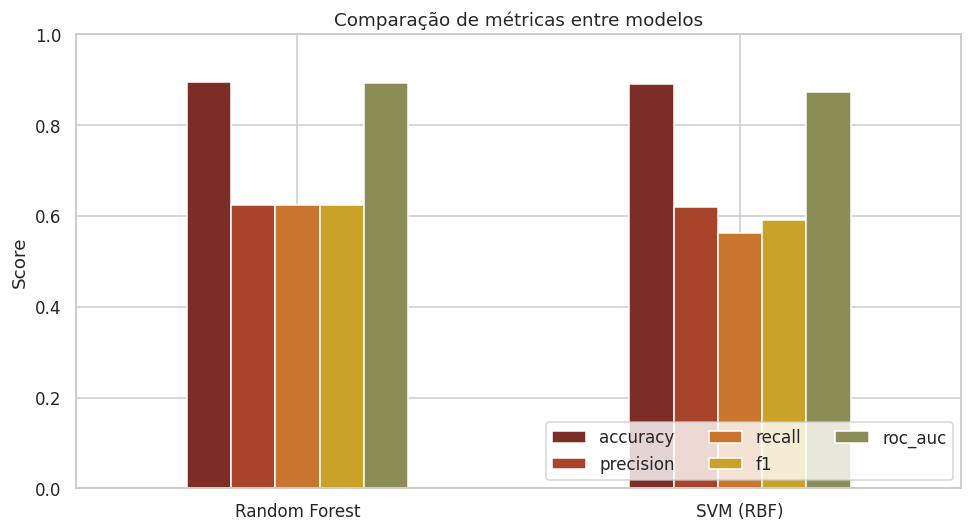 Comparação de métricas entre modelos
1.0
0.8
0.6
0.4
0.2
0.0
Score
accuracy recall roc_auc
precision f1
Random Forest SVM (RBF)